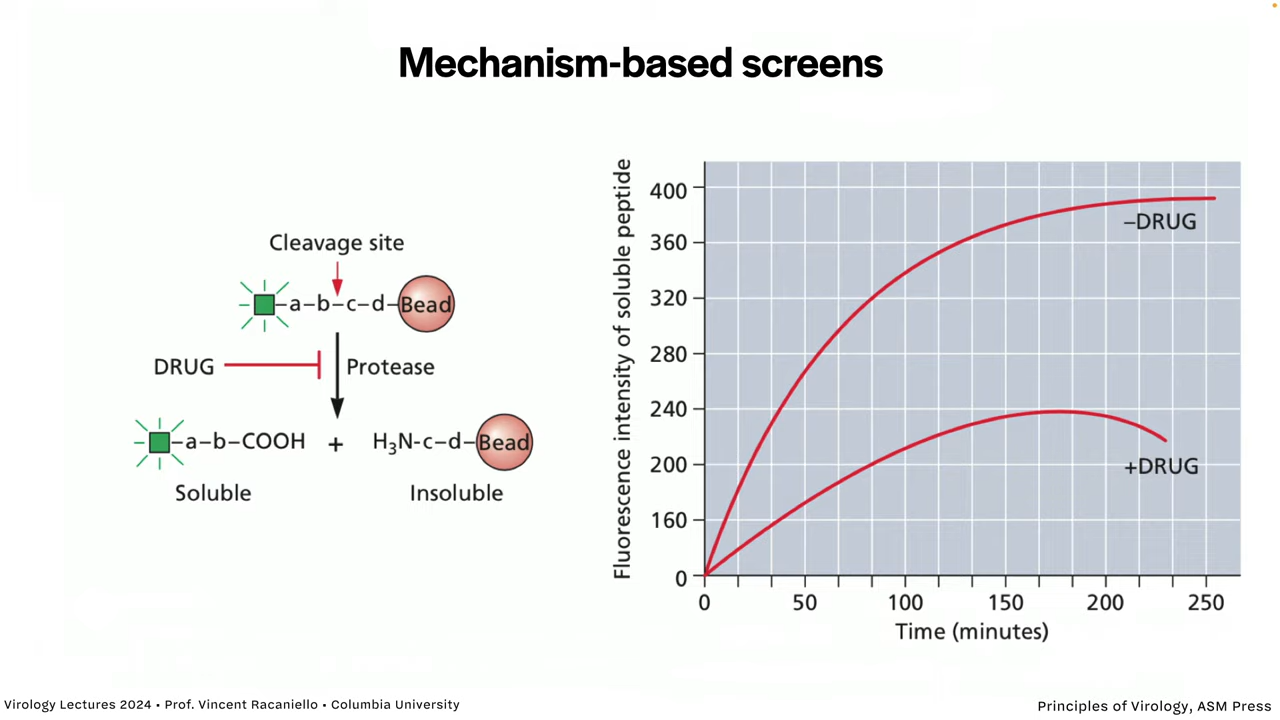 Mechanism-based screens
Cleavage site
a–b–c–d–Bead
DRUG
Protease
a–b–COOH + H₃N-c–d–Bead
Soluble
Insoluble
Fluorescence intensity of soluble peptide
400
360
320
280
240
200
160
0
–DRUG
+DRUG
0 50 100 150 200 250
Time (minutes)
Virology Lectures 2024 • Prof. Vincent Racaniello • Columbia University
Principles of Virology, ASM Press